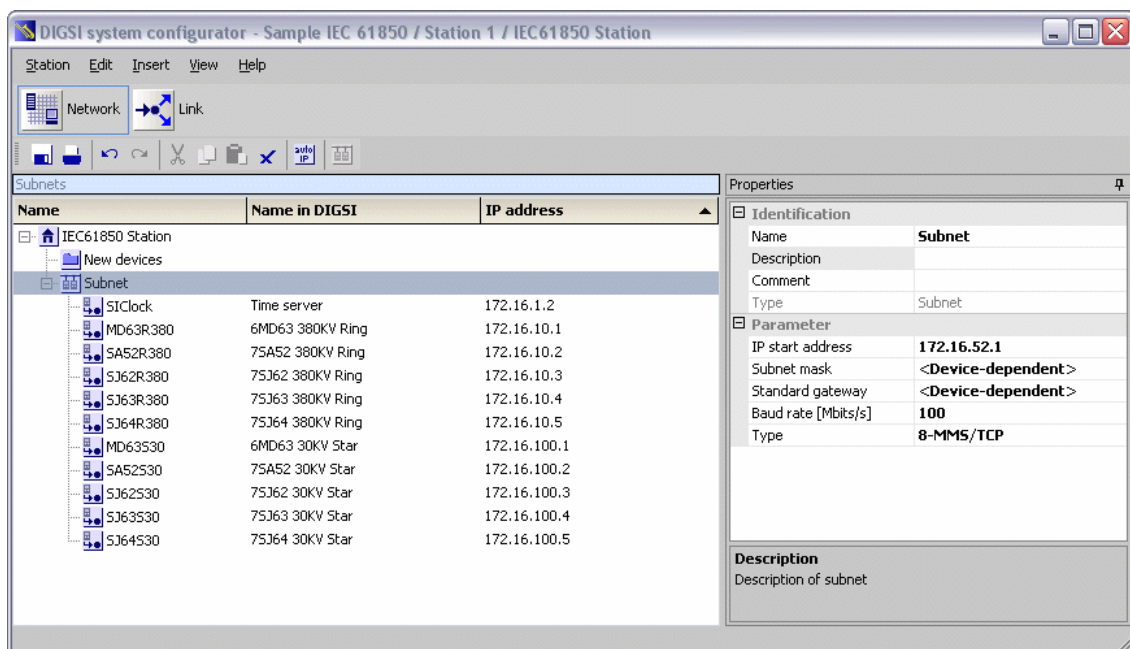 DIGSI system configurator - Sample IEC 61850 / Station 1 / IEC61850 Station
Station Edit Insert View Help
Network Link
auto IP
Subnets
Name Name in DIGSI IP address
IEC61850 Station
New devices
Subnet
SIClock Time server 172.16.1.2
MD63R380 6MD63 380KV Ring 172.16.10.1
SA52R380 7SA52 380KV Ring 172.16.10.2
SJ62R380 7SJ62 380KV Ring 172.16.10.3
SJ63R380 7SJ63 380KV Ring 172.16.10.4
SJ64R380 7SJ64 380KV Ring 172.16.10.5
MD63S30 6MD63 30KV Star 172.16.100.1
SA52S30 7SA52 30KV Star 172.16.100.2
SJ62S30 7SJ62 30KV Star 172.16.100.3
SJ63S30 7SJ63 30KV Star 172.16.100.4
SJ64S30 7SJ64 30KV Star 172.16.100.5
Properties
Identification
Name Subnet
Description
Comment
Type Subnet
Parameter
IP start address 172.16.52.1
Subnet mask <Device-dependent>
Standard gateway <Device-dependent>
Baud rate [Mbits/s] 100
Type 8-MMS/TCP
Description
Description of subnet